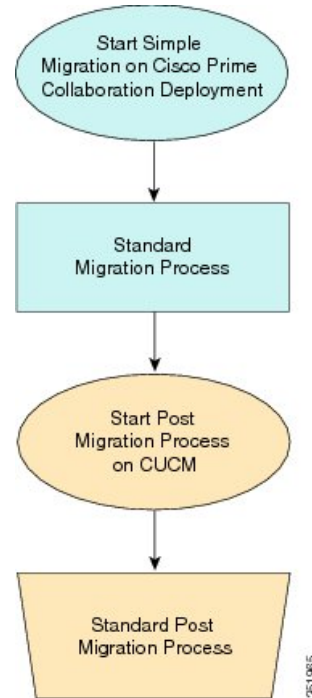 Start Simple
Migration on Cisco Prime
Collaboration Deployment
Standard
Migration Process
Start Post
Migration Process
on CUCM
Standard Post
Migration Process
351965